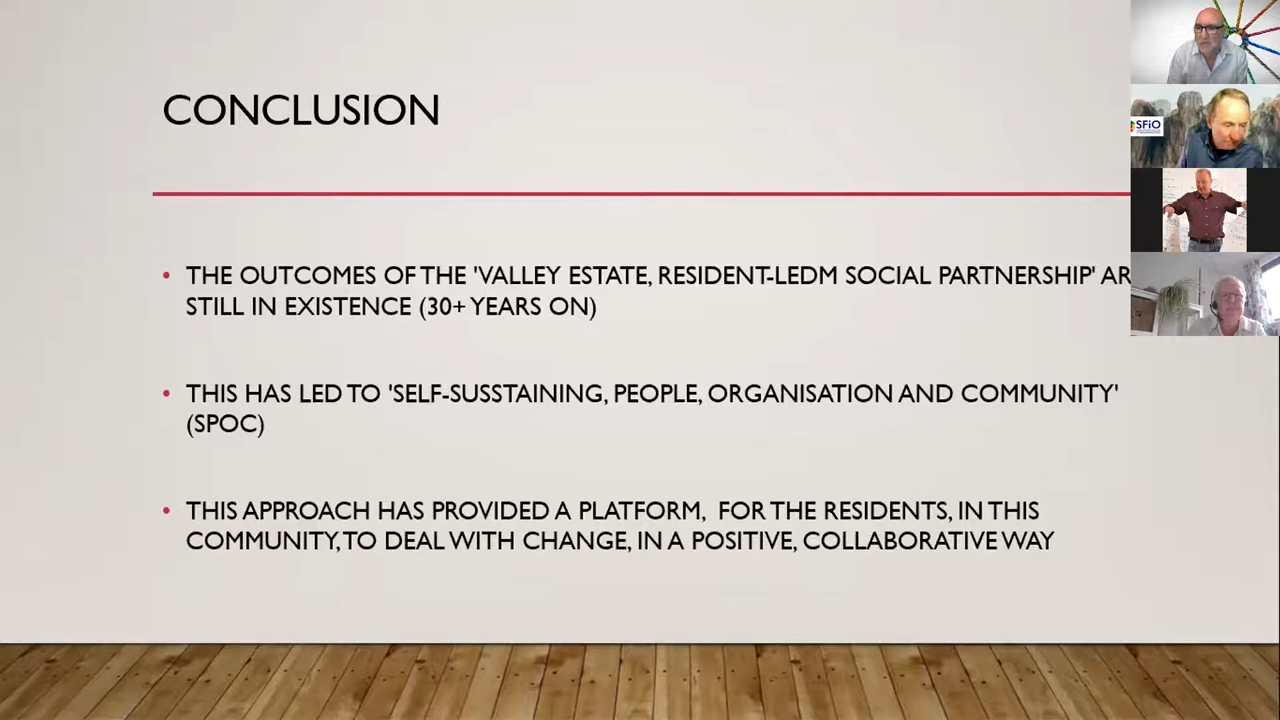 CONCLUSION
THE OUTCOMES OF THE 'VALLEY ESTATE, RESIDENT-LEDM SOCIAL PARTNERSHIP' AR
STILL IN EXISTENCE (30+ YEARS ON)
THIS HAS LED TO 'SELF-SUSSTAINING, PEOPLE, ORGANISATION AND COMMUNITY'
(SPOC)
THIS APPROACH HAS PROVIDED A PLATFORM, FOR THE RESIDENTS, IN THIS
COMMUNITY, TO DEAL WITH CHANGE, IN A POSITIVE, COLLABORATIVE WAY
SFiO